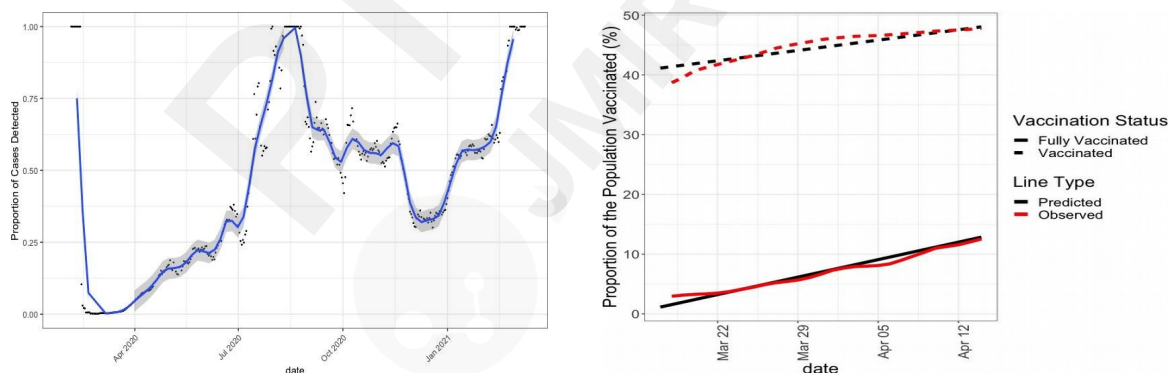 Proportion of Cases Detected
1.00
0.75
0.50
0.25
0.00
Apr 2020
Jul 2020
Oct 2020
Jan 2021
date
Proportion of the Population Vaccinated (%)
50
40
30
20
10
0
Mar 22
Mar 29
Apr 05
Apr 12
date
Vaccination Status
Fully Vaccinated
Vaccinated
Line Type
Predicted
Observed
JMIR